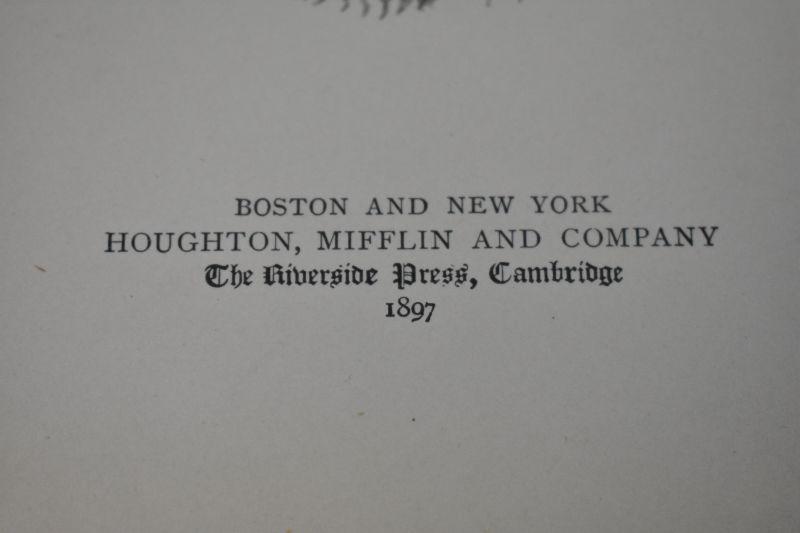 BOSTON AND NEW YORK
HOUGHTON, MIFFLIN AND COMPANY
The Riverside Press, Cambridge
1897